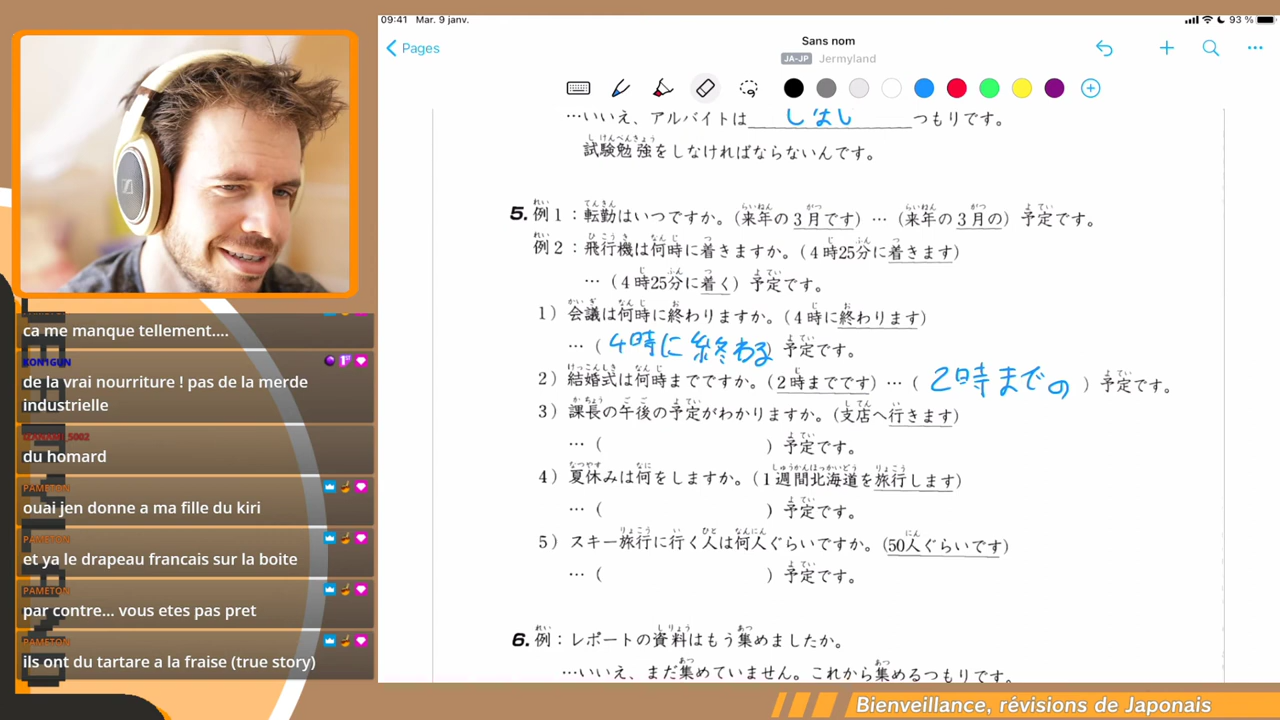 09:41 Mar. 9 janv.
93 %
Pages
Sans nom
JA-JP Jermyland
…いいえ、アルバイトは しない つもりです。
試験勉強をしなければならないんです。
5. 例1：転勤はいつですか。(来年の3月です) … (来年の3月の) 予定です。
例2：飛行機は何時に着きますか。(4時25分に着きます)
… (4時25分に着く) 予定です。
1) 会議は何時に終わりますか。(4時に終わります)
… ( 4時に終わる ) 予定です。
2) 結婚式は何時までですか。(2時までです) … ( 2時までの ) 予定です。
3) 課長の午後の予定がわかりますか。(支店へ行きます)
… ( ) 予定です。
4) 夏休みは何をしますか。(1週間北海道を旅行します)
… ( ) 予定です。
5) スキー旅行に行く人は何人ぐらいですか。(50人ぐらいです)
… ( ) 予定です。
6. 例：レポートの資料はもう集めましたか。
…いいえ、まだ集めていません。これから集めるつもりです。
ca me manque tellement....
KON1GUN
de la vrai nourriture ! pas de la merde
industrielle
du homard
PAMETON
ouai jen donne a ma fille du kiri
PAMETON
et ya le drapeau francais sur la boite
PAMETON
par contre... vous etes pas pret
PAMETON
ils ont du tartare a la fraise (true story)
Bienveillance, révisions de Japonais